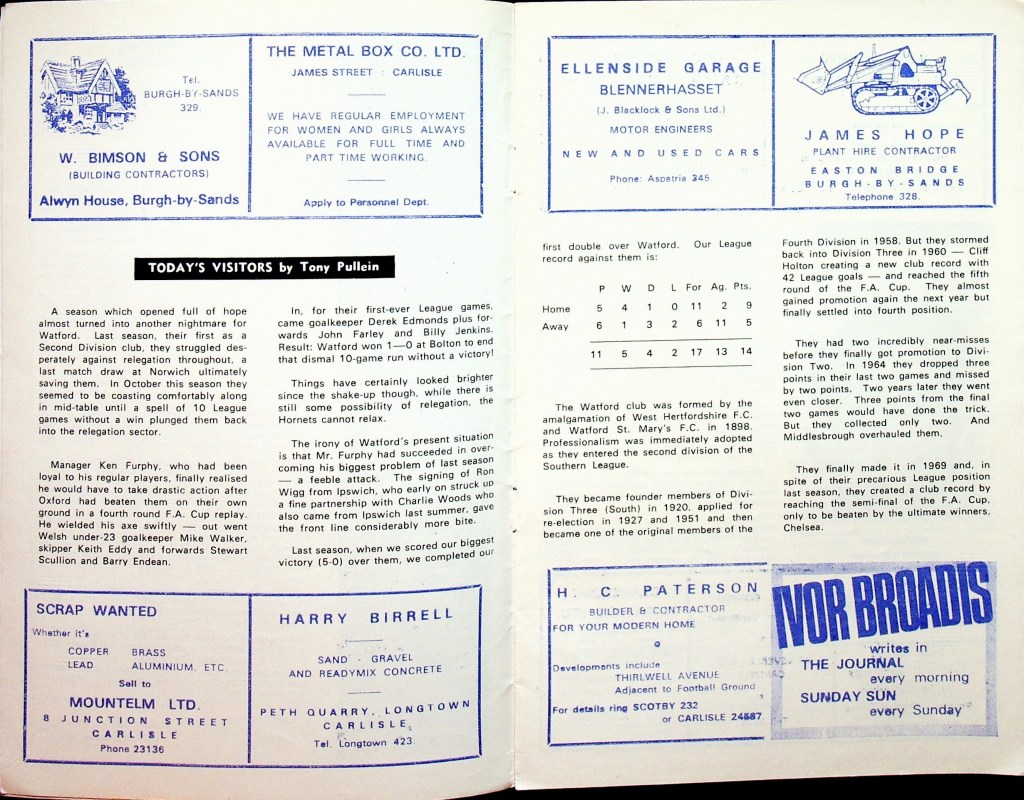 Tel.
BURGH-BY-SANDS
329.
W. BIMSON & SONS
(BUILDING CONTRACTORS)
Alwyn House, Burgh-by-Sands
THE METAL BOX CO. LTD.
JAMES STREET : CARLISLE
WE HAVE REGULAR EMPLOYMENT
FOR WOMEN AND GIRLS ALWAYS
AVAILABLE FOR FULL TIME AND
PART TIME WORKING.
Apply to Personnel Dept.
TODAY'S VISITORS by Tony Pullein
A season which opened full of hope
almost turned into another nightmare for
Watford. Last season, their first as a
Second Division club, they struggled des-
perately against relegation throughout, a
last match draw at Norwich ultimately
saving them. In October this season they
seemed to be coasting comfortably along
in mid-table until a spell of 10 League
games without a win plunged them back
into the relegation sector.
Manager Ken Furphy, who had been
loyal to his regular players, finally realised
he would have to take drastic action after
Oxford had beaten them on their own
ground in a fourth round F.A. Cup replay.
He wielded his axe swiftly — out went
Welsh under-23 goalkeeper Mike Walker,
skipper Keith Eddy and forwards Stewart
Scullion and Barry Endean.
In, for their first-ever League games,
came goalkeeper Derek Edmonds plus for-
wards John Farley and Billy Jenkins.
Result: Watford won 1—0 at Bolton to end
that dismal 10-game run without a victory!
Things have certainly looked brighter
since the shake-up though, while there is
still some possibility of relegation, the
Hornets cannot relax.
The irony of Watford's present situation
is that Mr. Furphy had succeeded in over-
coming his biggest problem of last season
— a feeble attack. The signing of Ron
Wigg from Ipswich, who early on struck up
a fine partnership with Charlie Woods who
also came from Ipswich last summer, gave
the front line considerably more bite.
Last season, when we scored our biggest
victory (5-0) over them, we completed our
SCRAP WANTED
Whether it's
COPPER BRASS
LEAD ALUMINIUM, ETC.
Sell to
MOUNTELM LTD.
8 JUNCTION STREET
CARLISLE
Phone 23136
HARRY BIRRELL
SAND - GRAVEL
AND READYMIX CONCRETE
PETH QUARRY, LONGTOWN
CARLISLE
Tel. Longtown 423
ELLENSIDE GARAGE
BLENNERHASSET
(J. Blacklock & Sons Ltd.)
MOTOR ENGINEERS
NEW AND USED CARS
Phone: Aspatria 345.
JAMES HOPE
PLANT HIRE CONTRACTOR
EASTON BRIDGE
BURGH-BY-SANDS
Telephone 328.
first double over Watford. Our League
record against them is:
P W D L For Ag. Pts.
Home 5 4 1 0 11 2 9
Away 6 1 3 2 6 11 5
11 5 4 2 17 13 14
The Watford club was formed by the
amalgamation of West Hertfordshire F.C.
and Watford St. Mary's F.C. in 1898.
Professionalism was immediately adopted
as they entered the second division of the
Southern League.
They became founder members of Divi-
sion Three (South) in 1920, applied for
re-election in 1927 and 1951 and then
became one of the original members of the
Fourth Division in 1958. But they stormed
back into Division Three in 1960 — Cliff
Holton creating a new club record with
42 League goals — and reached the fifth
round of the F.A. Cup. They almost
gained promotion again the next year but
finally settled into fourth position.
They had two incredibly near-misses
before they finally got promotion to Divi-
sion Two. In 1964 they dropped three
points in their last two games and missed
by two points. Two years later they went
even closer. Three points from the final
two games would have done the trick.
But they collected only two. And
Middlesbrough overhauled them.
They finally made it in 1969 and, in
spite of their precarious League position
last season, they created a club record by
reaching the semi-final of the F.A. Cup,
only to be beaten by the ultimate winners,
Chelsea.
H. C. PATERSON
BUILDER & CONTRACTOR
FOR YOUR MODERN HOME
Developments include
THIRLWELL AVENUE
Adjacent to Football Ground
For details ring SCOTBY 232
or CARLISLE
IVOR BROADIS
writes in
THE JOURNAL
every morning
SUNDAY SUN
every Sunday